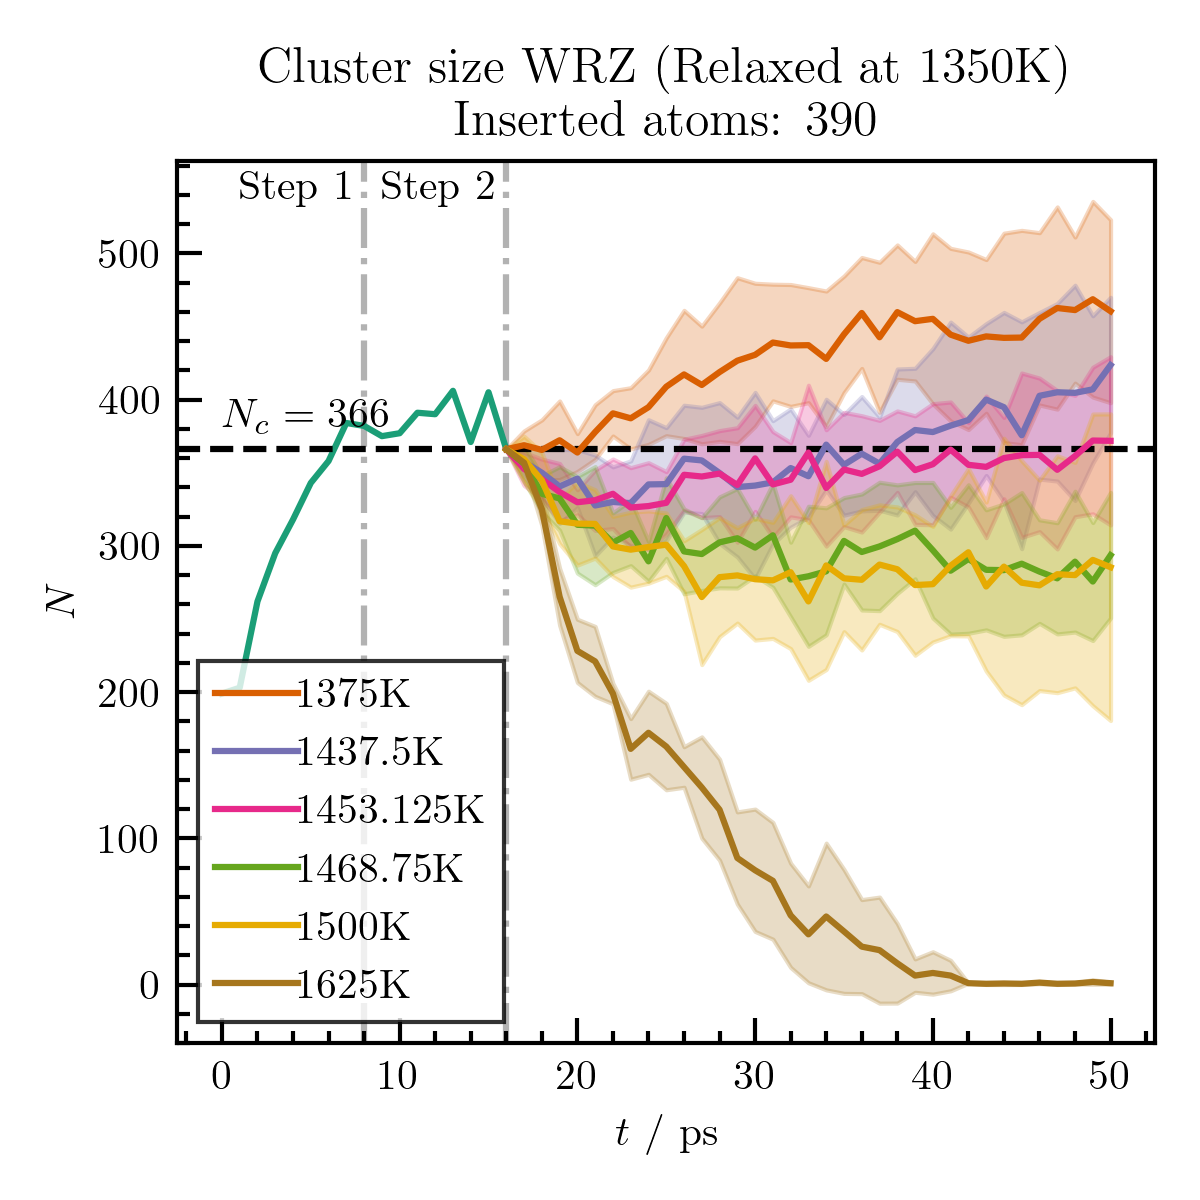 Cluster size WRZ (Relaxed at 1350K)
Inserted atoms: 390
Step 1 Step 2
500
400
300
200
100
0
N_c = 366
N
1375K
1437.5K
1453.125K
1468.75K
1500K
1625K
0 10 20 30 40 50
t / ps